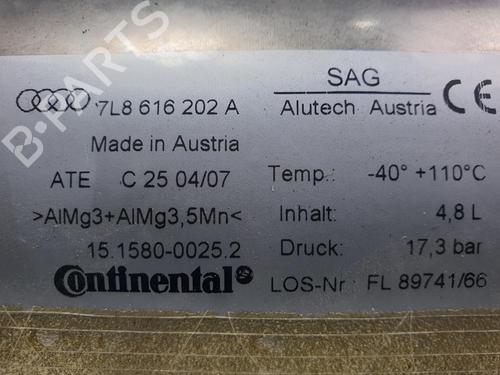 7L8 616 202 A
Made in Austria
ATE C 25 04/07
>AlMg3+AlMg3,5Mn<
15.1580-0025.2
Continental
SAG
Alutech Austria CE
Temp.: -40° +110°C
Inhalt: 4,8 L
Druck: 17,3 bar
LOS-Nr FL 89741/66